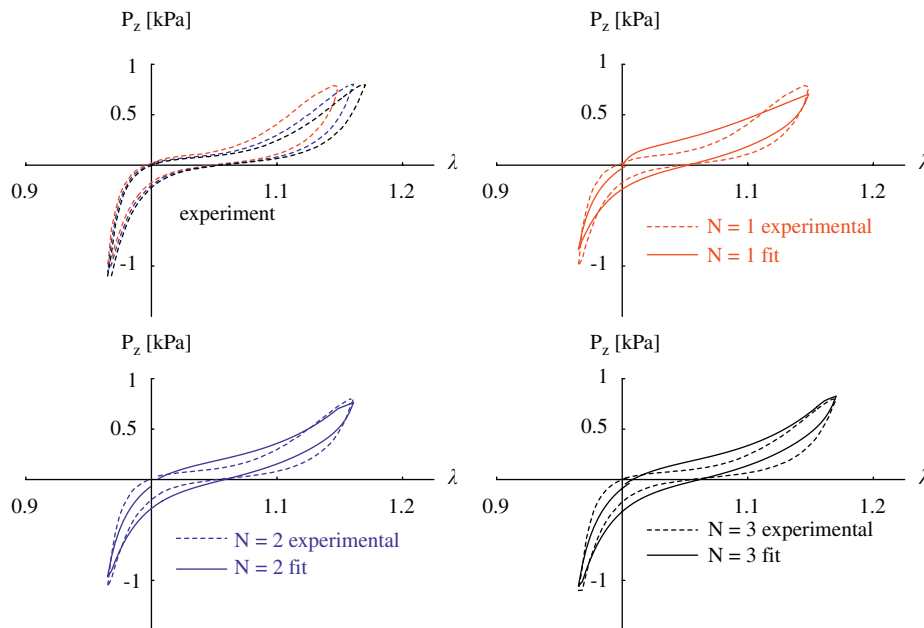 P_z [kPa]
1
0.5
0.9
1.1
1.2
λ
experiment
-1
P_z [kPa]
1
0.5
0.9
1.1
1.2
λ
N = 1 experimental
N = 1 fit
-1
P_z [kPa]
1
0.5
0.9
1.1
1.2
λ
N = 2 experimental
N = 2 fit
-1
P_z [kPa]
1
0.5
0.9
1.1
1.2
λ
N = 3 experimental
N = 3 fit
-1